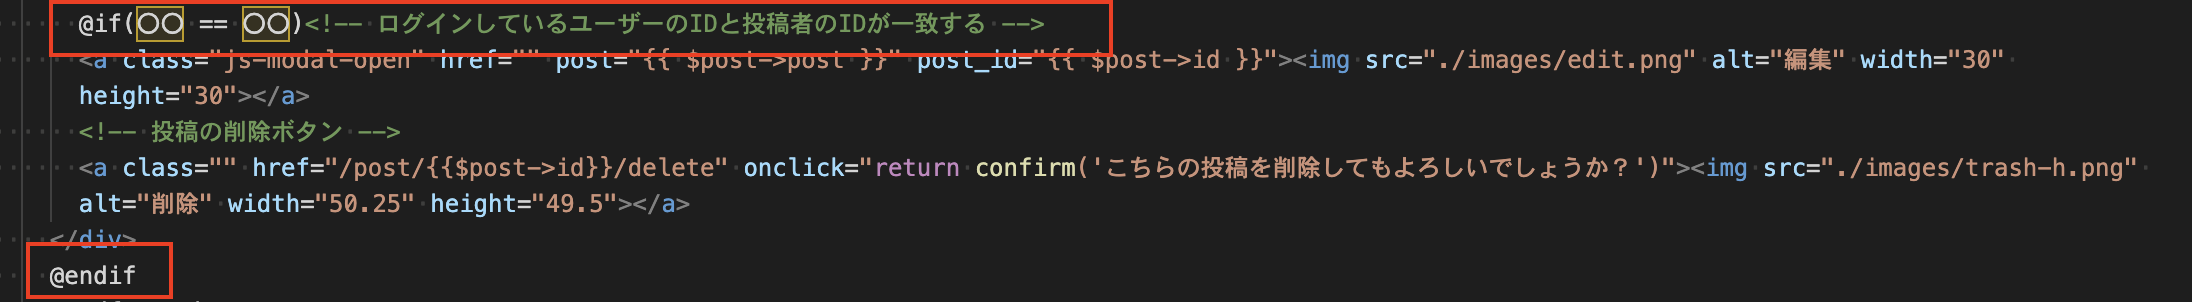 @if(〇〇 == 〇〇)<!-- ログインしているユーザーのIDと投稿者のIDが一致する -->
<a class="js-modal-open" href="" post="{{ $post->post }}" post_id="{{ $post->id }}"><img src="./images/edit.png" alt="編集" width="30"
height="30"></a>
<!-- 投稿の削除ボタン -->
<a class="" href="/post/{{$post->id}}/delete" onclick="return confirm('こちらの投稿を削除してもよろしいでしょうか？')"><img src="./images/trash-h.png"
alt="削除" width="50.25" height="49.5"></a>
</div>
@endif